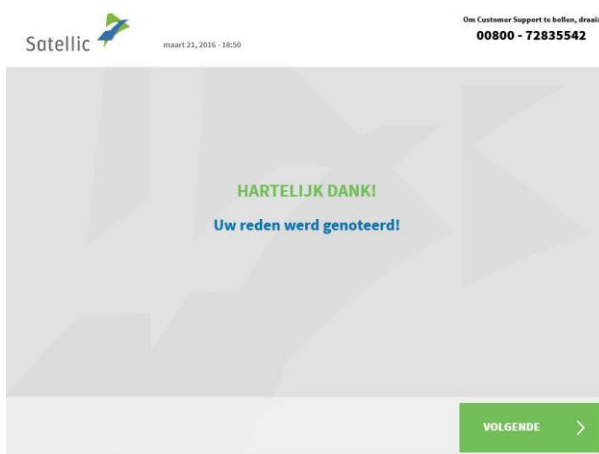 Satellic
maart 21, 2016 - 18:50
Om Customer Support te bellen, draai
00800 - 72835542
HARTELIJK DANK!
Uw reden werd genoteerd!
VOLGENDE